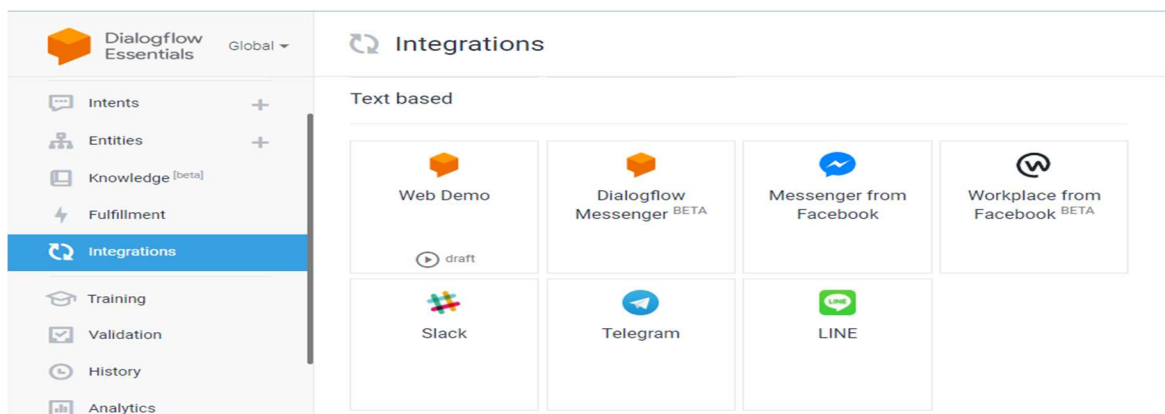 Dialogflow
Essentials
Global
Intents
Entities
Knowledge [beta]
Fulfillment
Integrations
Training
Validation
History
Analytics
Integrations
Text based
Web Demo
draft
Dialogflow
Messenger BETA
Messenger from
Facebook
Workplace from
Facebook BETA
Slack
Telegram
LINE
LINE